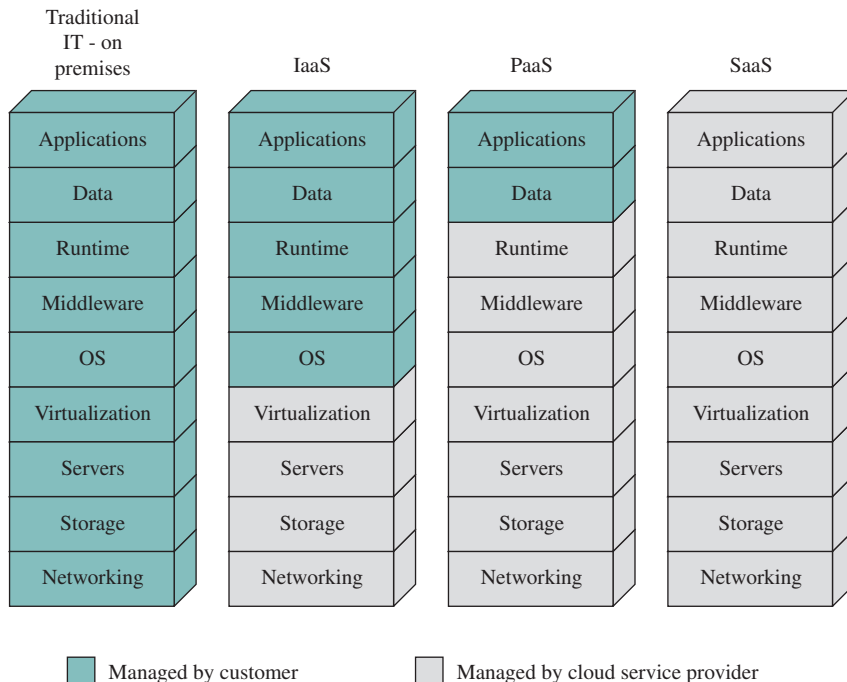 Traditional
IT - on
premises
IaaS
PaaS
SaaS
Applications
Data
Runtime
Middleware
OS
Virtualization
Servers
Storage
Networking
Applications
Data
Runtime
Middleware
OS
Virtualization
Servers
Storage
Networking
Applications
Data
Runtime
Middleware
OS
Virtualization
Servers
Storage
Networking
Applications
Data
Runtime
Middleware
OS
Virtualization
Servers
Storage
Networking
Managed by customer
Managed by cloud service provider